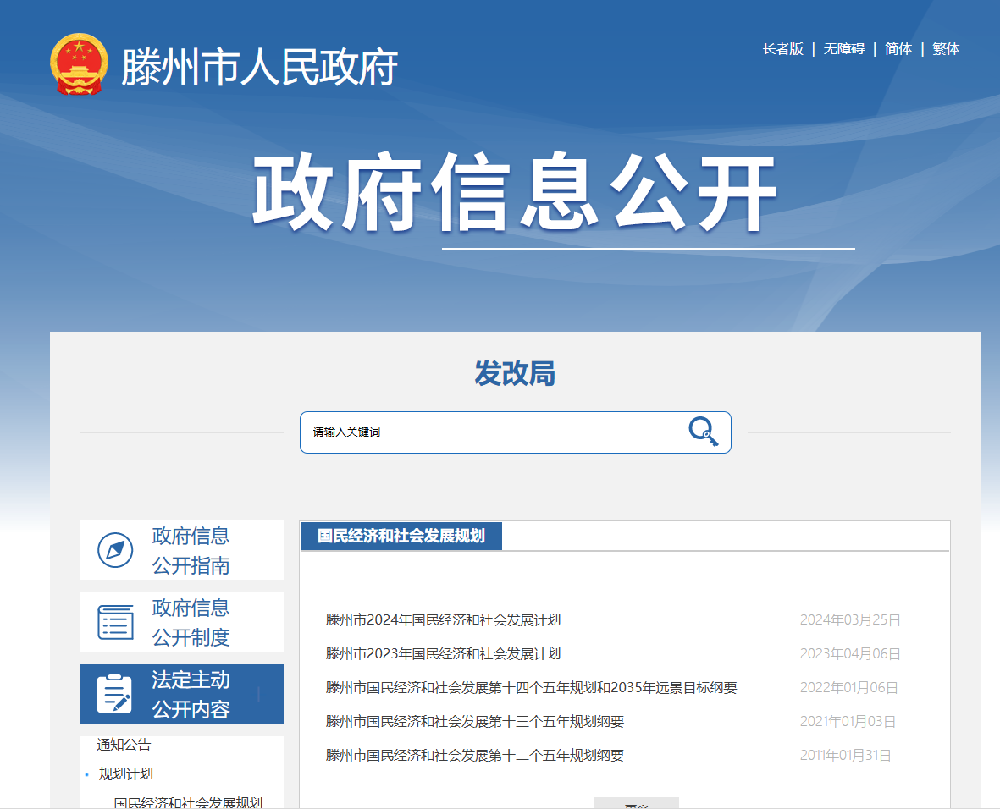 滕州市人民政府
长者版 | 无障碍 | 简体 | 繁体
政府信息公开
发改局
请输入关键词
政府信息
公开指南
政府信息
公开制度
法定主动
公开内容
通知公告
规划计划
国民经济和社会发展规划
国民经济和社会发展规划
滕州市2024年国民经济和社会发展计划 2024年03月25日
滕州市2023年国民经济和社会发展计划 2023年04月06日
滕州市国民经济和社会发展第十四个五年规划和2035年远景目标纲要 2022年01月06日
滕州市国民经济和社会发展第十三个五年规划纲要 2021年01月03日
滕州市国民经济和社会发展第十二个五年规划纲要 2011年01月31日
更多